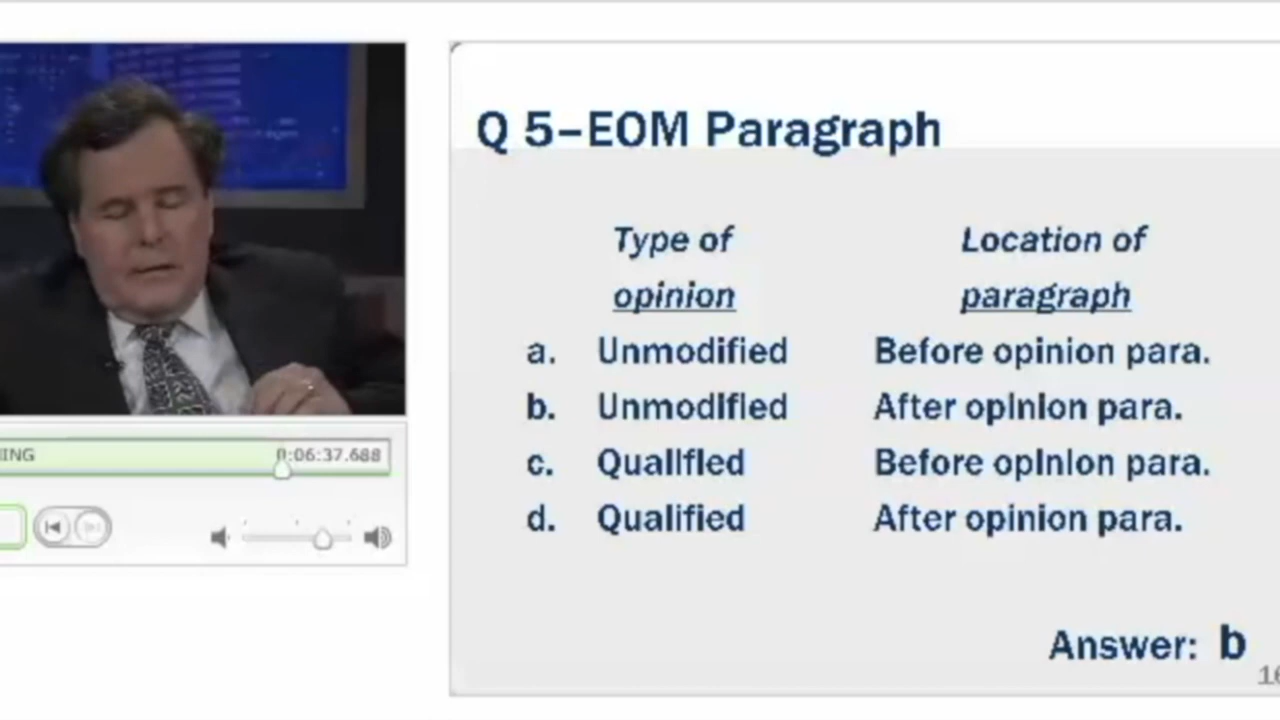 Q 5–EOM Paragraph
Type of Location of
opinion paragraph
a. Unmodified Before opinion para.
b. Unmodified After opinion para.
c. Qualified Before opinion para.
d. Qualified After opinion para.
Answer: b
16
ING 0:06:37.688